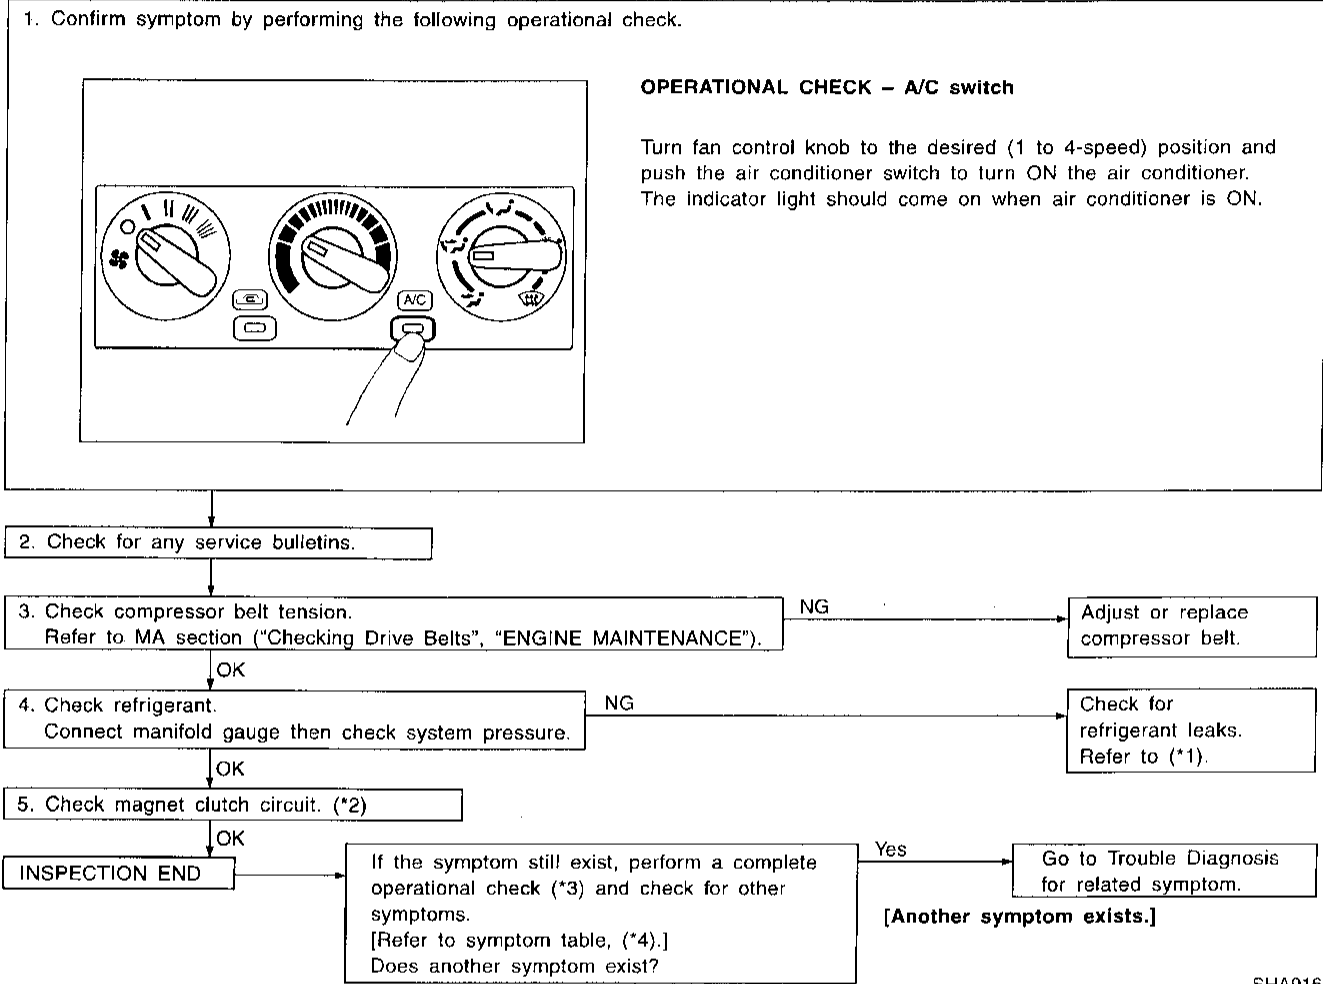 1. Confirm symptom by performing the following operational check.
OPERATIONAL CHECK – A/C switch
Turn fan control knob to the desired (1 to 4-speed) position and
push the air conditioner switch to turn ON the air conditioner.
The indicator light should come on when air conditioner is ON.
A/C
2. Check for any service bulletins.
3. Check compressor belt tension.
Refer to MA section ("Checking Drive Belts", "ENGINE MAINTENANCE").
NG
Adjust or replace
compressor belt.
OK
4. Check refrigerant.
Connect manifold gauge then check system pressure.
NG
Check for
refrigerant leaks.
Refer to (*1).
OK
5. Check magnet clutch circuit. (*2)
OK
INSPECTION END
If the symptom still exist, perform a complete
operational check (*3) and check for other
symptoms.
[Refer to symptom table, (*4).]
Does another symptom exist?
Yes
Go to Trouble Diagnosis
for related symptom.
[Another symptom exists.]